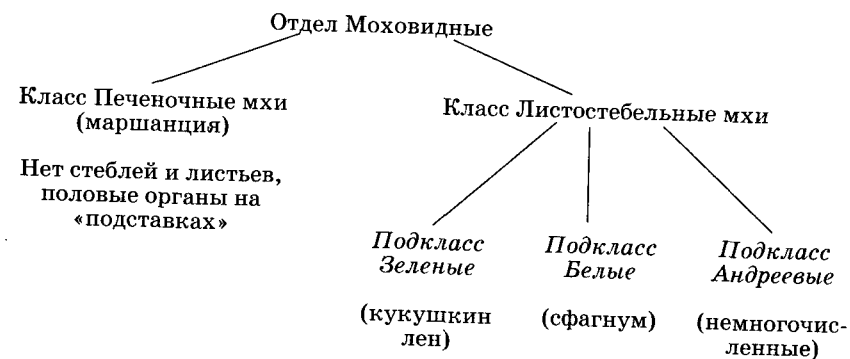 Отдел Моховидные
Класс Печеночные мхи
(маршанция)
Нет стеблей и листьев,
половые органы на
«подставках»
Класс Листостебельные мхи
Подкласс
Зеленые
(кукушкин
лен)
Подкласс
Белые
(сфагнум)
Подкласс
Андреевые
(немногочис-
ленные)